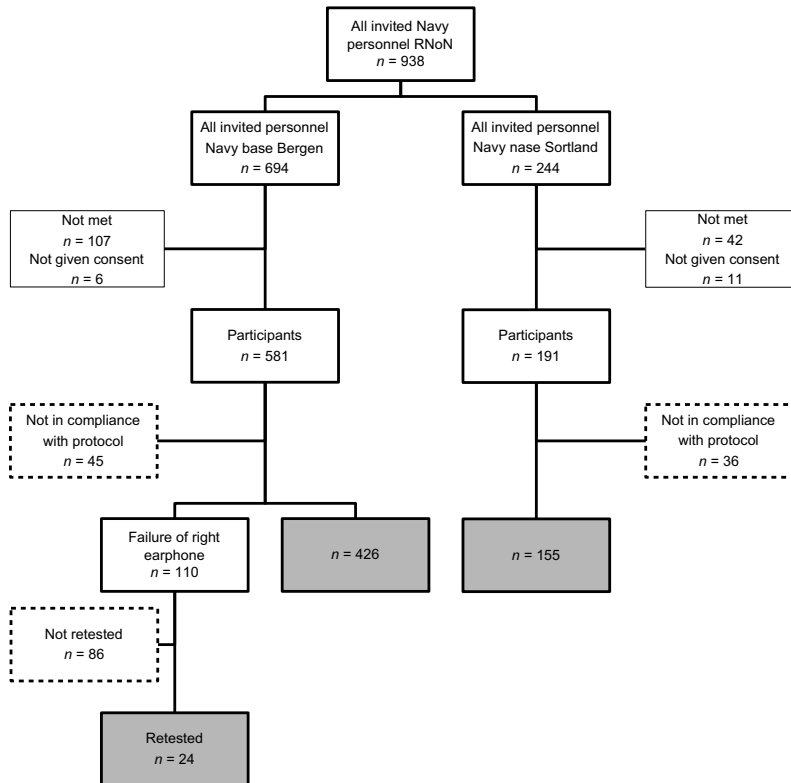 All invited Navy
personnel RNoN
n = 938
All invited personnel
Navy base Bergen
n = 694
All invited personnel
Navy nase Sortland
n = 244
Not met
n = 107
Not given consent
n = 6
Not met
n = 42
Not given consent
n = 11
Participants
n = 581
Participants
n = 191
Not in compliance
with protocol
n = 45
Not in compliance
with protocol
n = 36
Failure of right
earphone
n = 110
n = 426
n = 155
Not retested
n = 86
Retested
n = 24